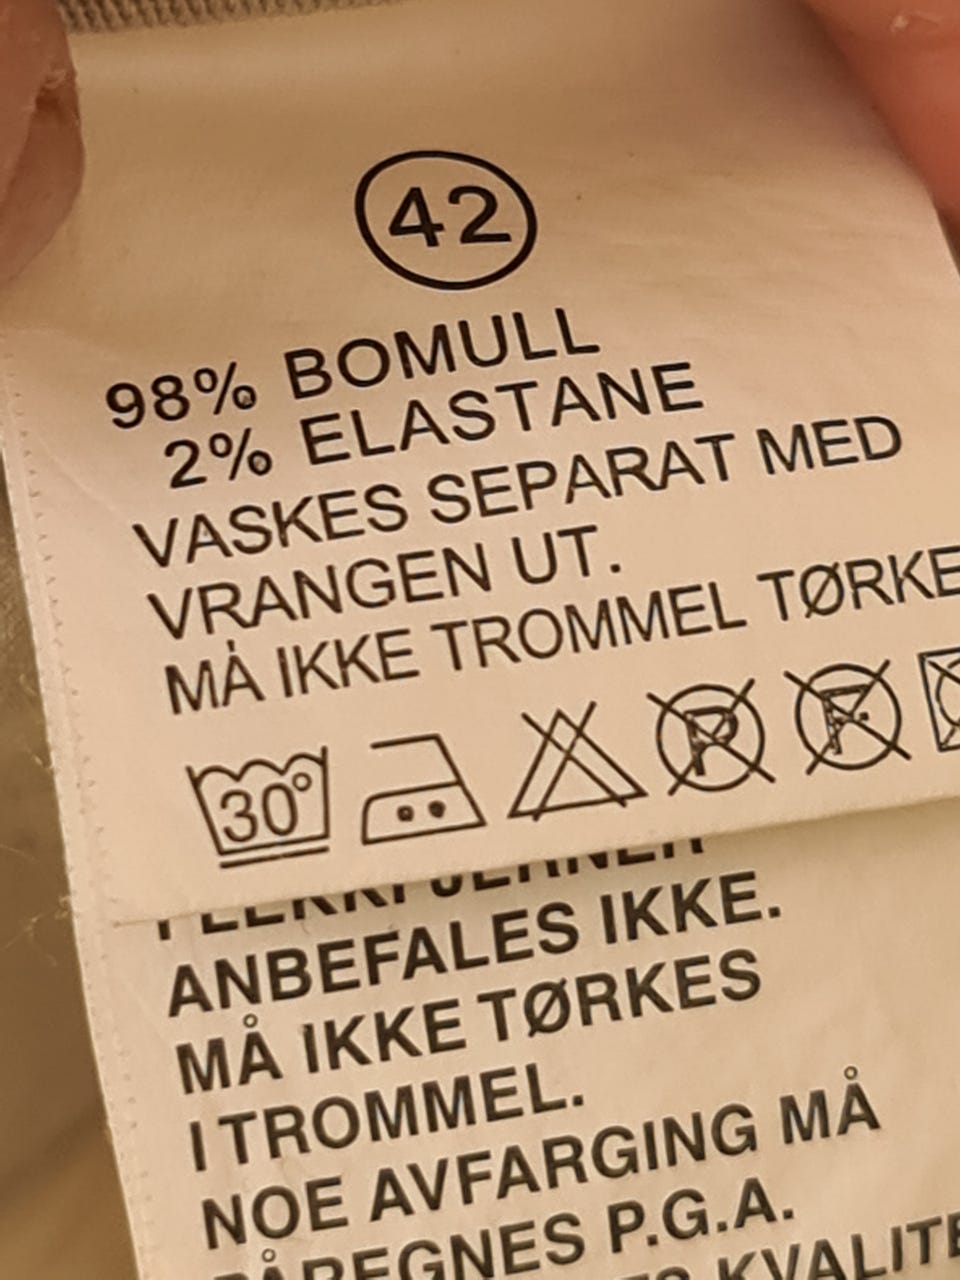 42
98% BOMULL
2% ELASTANE
VASKES SEPARAT MED
VRANGEN UT.
MÅ IKKE TROMMEL TØRKE
30°
P
F
ANBEFALES IKKE.
MÅ IKKE TØRKES
I TROMMEL.
NOE AVFARGING MÅ
PÅREGNES P.G.A.
KVALITE